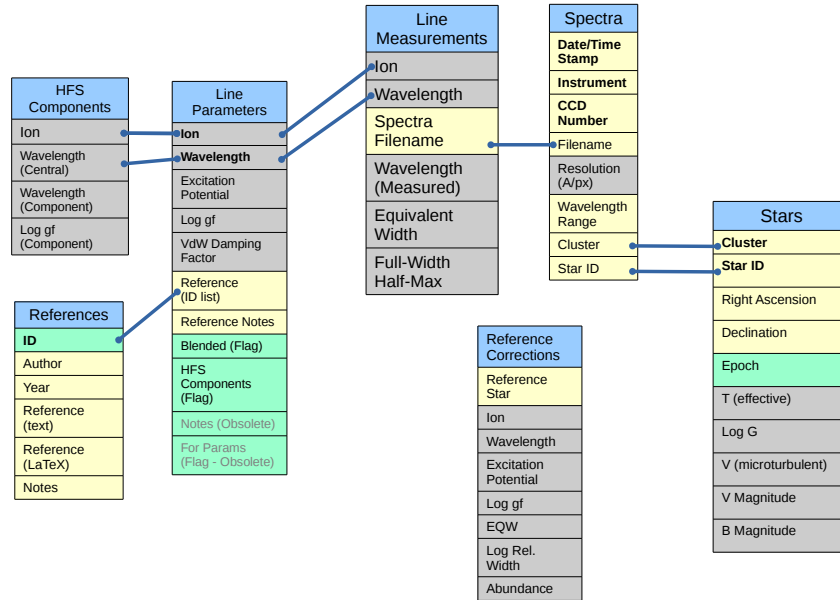 HFS
Components
Ion
Wavelength
(Central)
Wavelength
(Component)
Log gf
(Component)
References
ID
Author
Year
Reference
(text)
Reference
(LaTeX)
Notes
Line
Parameters
Ion
Wavelength
Excitation
Potential
Log gf
VdW Damping
Factor
Reference
(ID list)
Reference Notes
Blended (Flag)
HFS
Components
(Flag)
Notes (Obsolete)
For Params
(Flag - Obsolete)
Line
Measurements
Ion
Wavelength
Spectra
Filename
Wavelength
(Measured)
Equivalent
Width
Full-Width
Half-Max
Reference
Corrections
Reference
Star
Ion
Wavelength
Excitation
Potential
Log gf
EQW
Log Rel.
Width
Abundance
Spectra
Date/Time
Stamp
Instrument
CCD
Number
Filename
Resolution
(A/px)
Wavelength
Range
Cluster
Star ID
Stars
Cluster
Star ID
Right Ascension
Declination
Epoch
T (effective)
Log G
V (microturbulent)
V Magnitude
B Magnitude